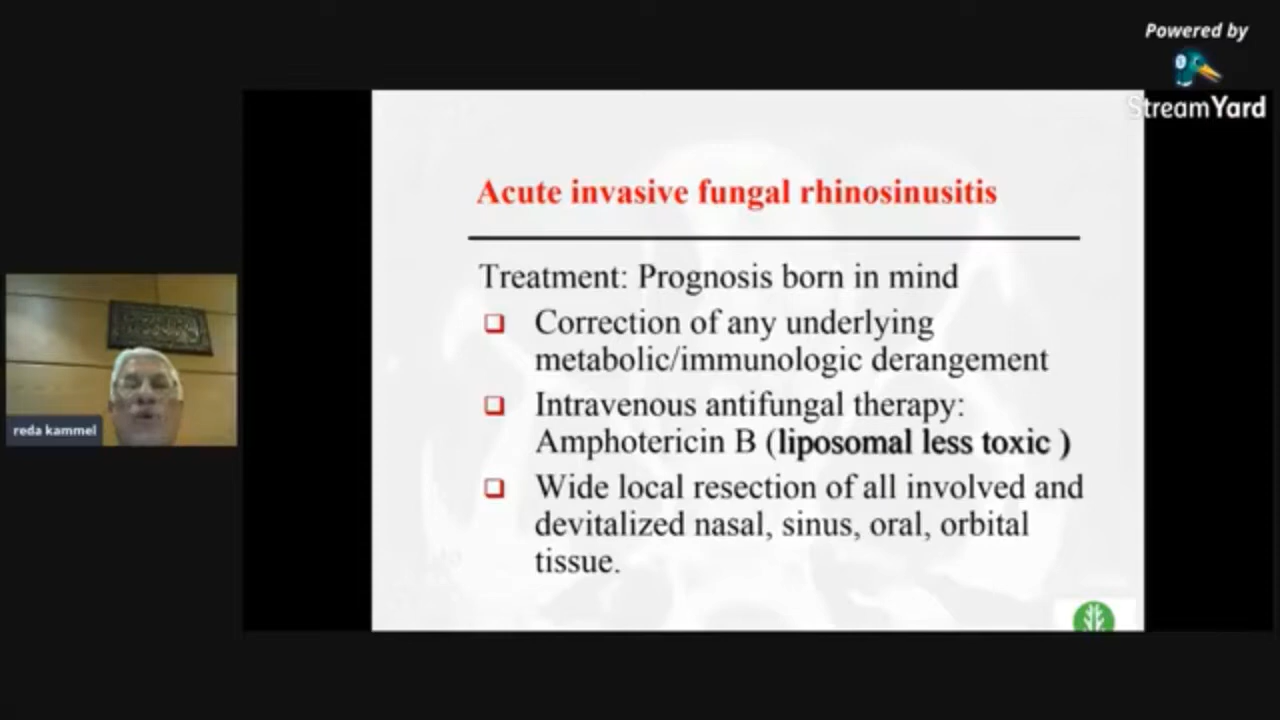 Powered by
StreamYard
Acute invasive fungal rhinosinusitis
Treatment: Prognosis born in mind
Correction of any underlying
metabolic/immunologic derangement
Intravenous antifungal therapy:
Amphotericin B (liposomal less toxic )
Wide local resection of all involved and
devitalized nasal, sinus, oral, orbital
tissue.
reda kammel